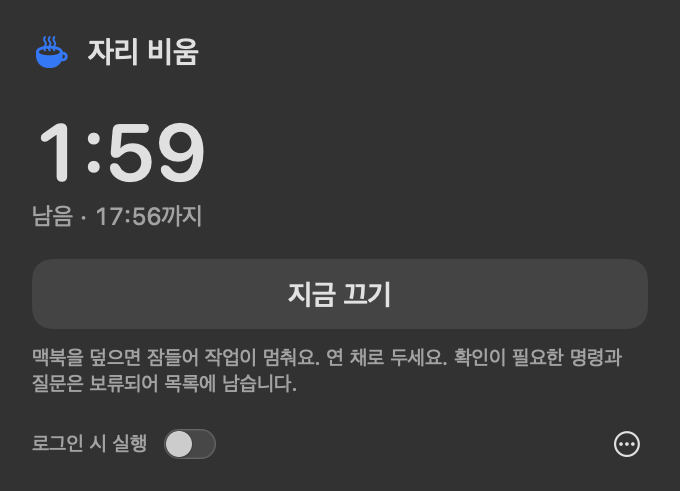 자리 비움
1:59
남음 · 17:56까지
지금 끄기
맥북을 덮으면 잠들어 작업이 멈춰요. 연 채로 두세요. 확인이 필요한 명령과
질문은 보류되어 목록에 남습니다.
로그인 시 실행